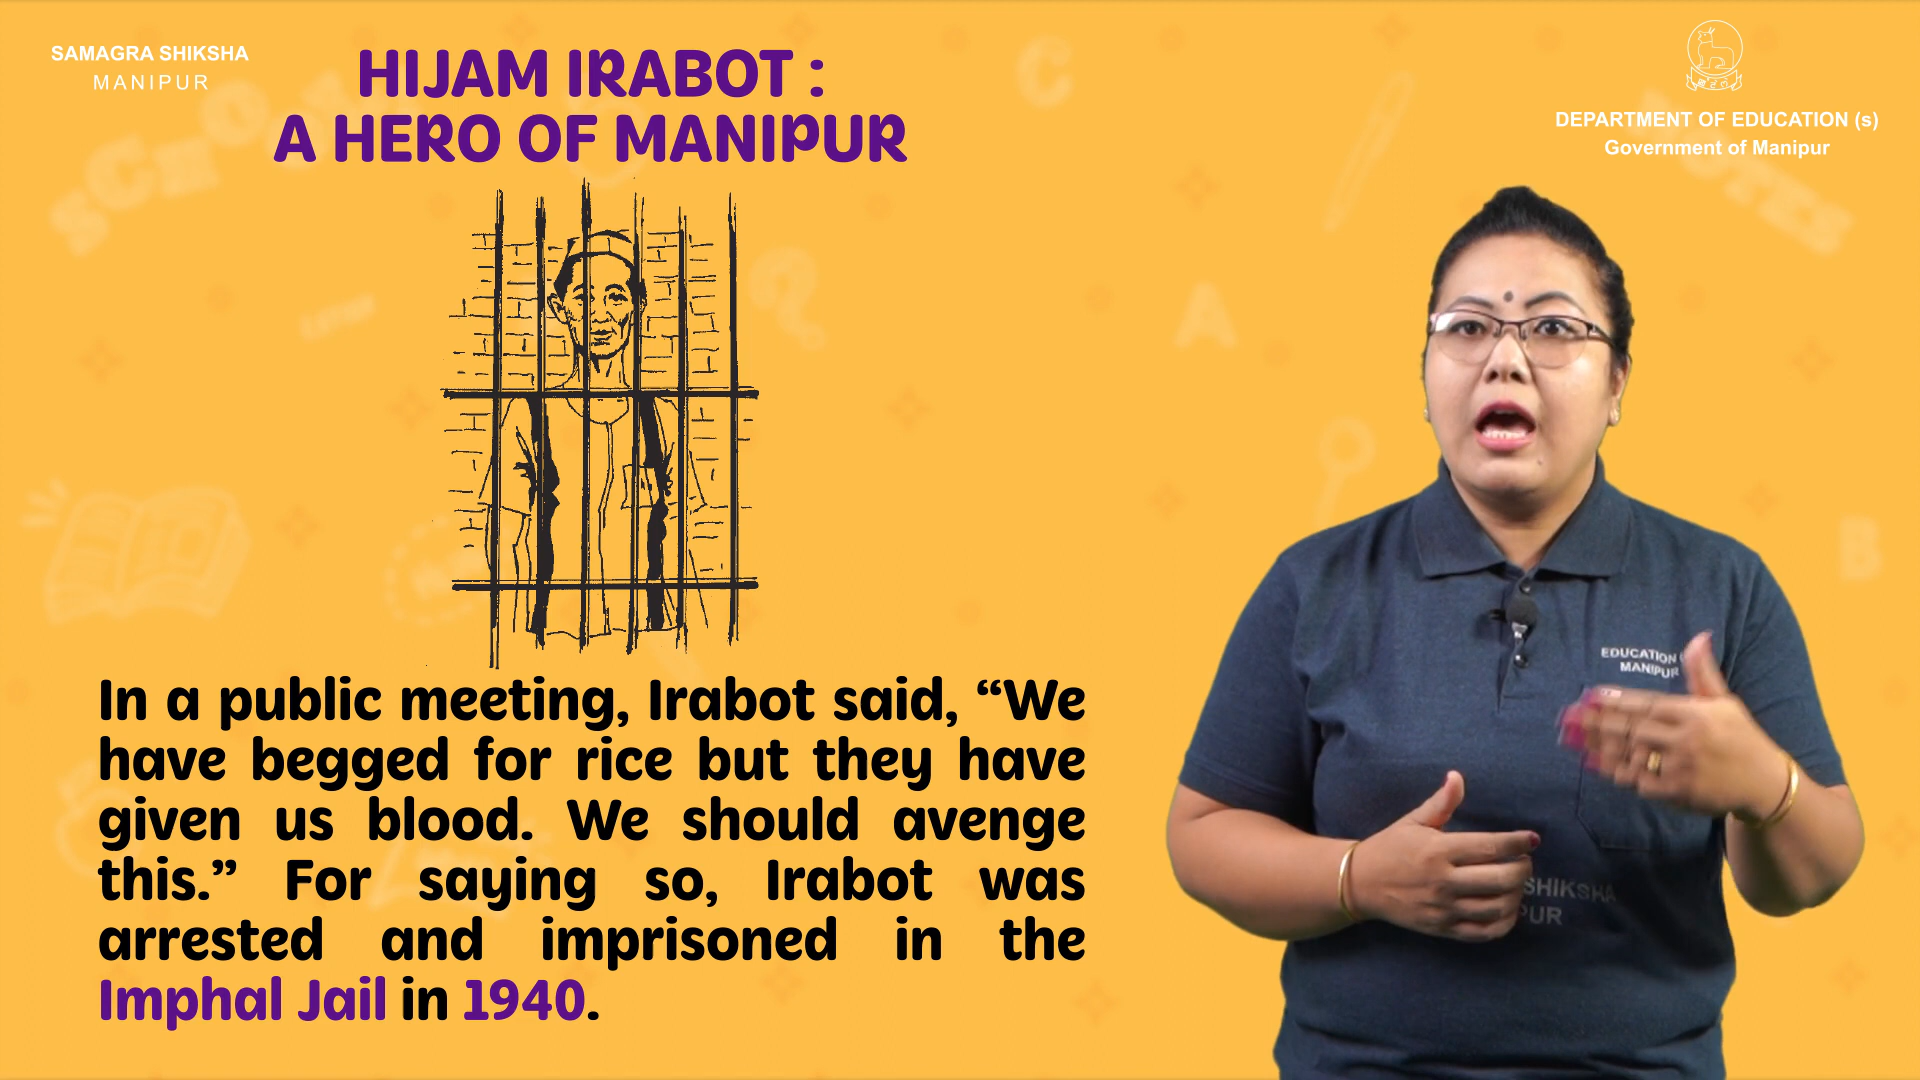 SAMAGRA SHIKSHA
MANIPUR
HIJAM IRABOT :
A HERO OF MANIPUR
DEPARTMENT OF EDUCATION (s)
Government of Manipur
In a public meeting, Irabot said, “We
have begged for rice but they have
given us blood. We should avenge
this.” For saying so, Irabot was
arrested and imprisoned in the
Imphal Jail in 1940.
EDUCATION
MANIPUR
SHIKSHA
PUR
SCHOOL
NOTES
C
A
B